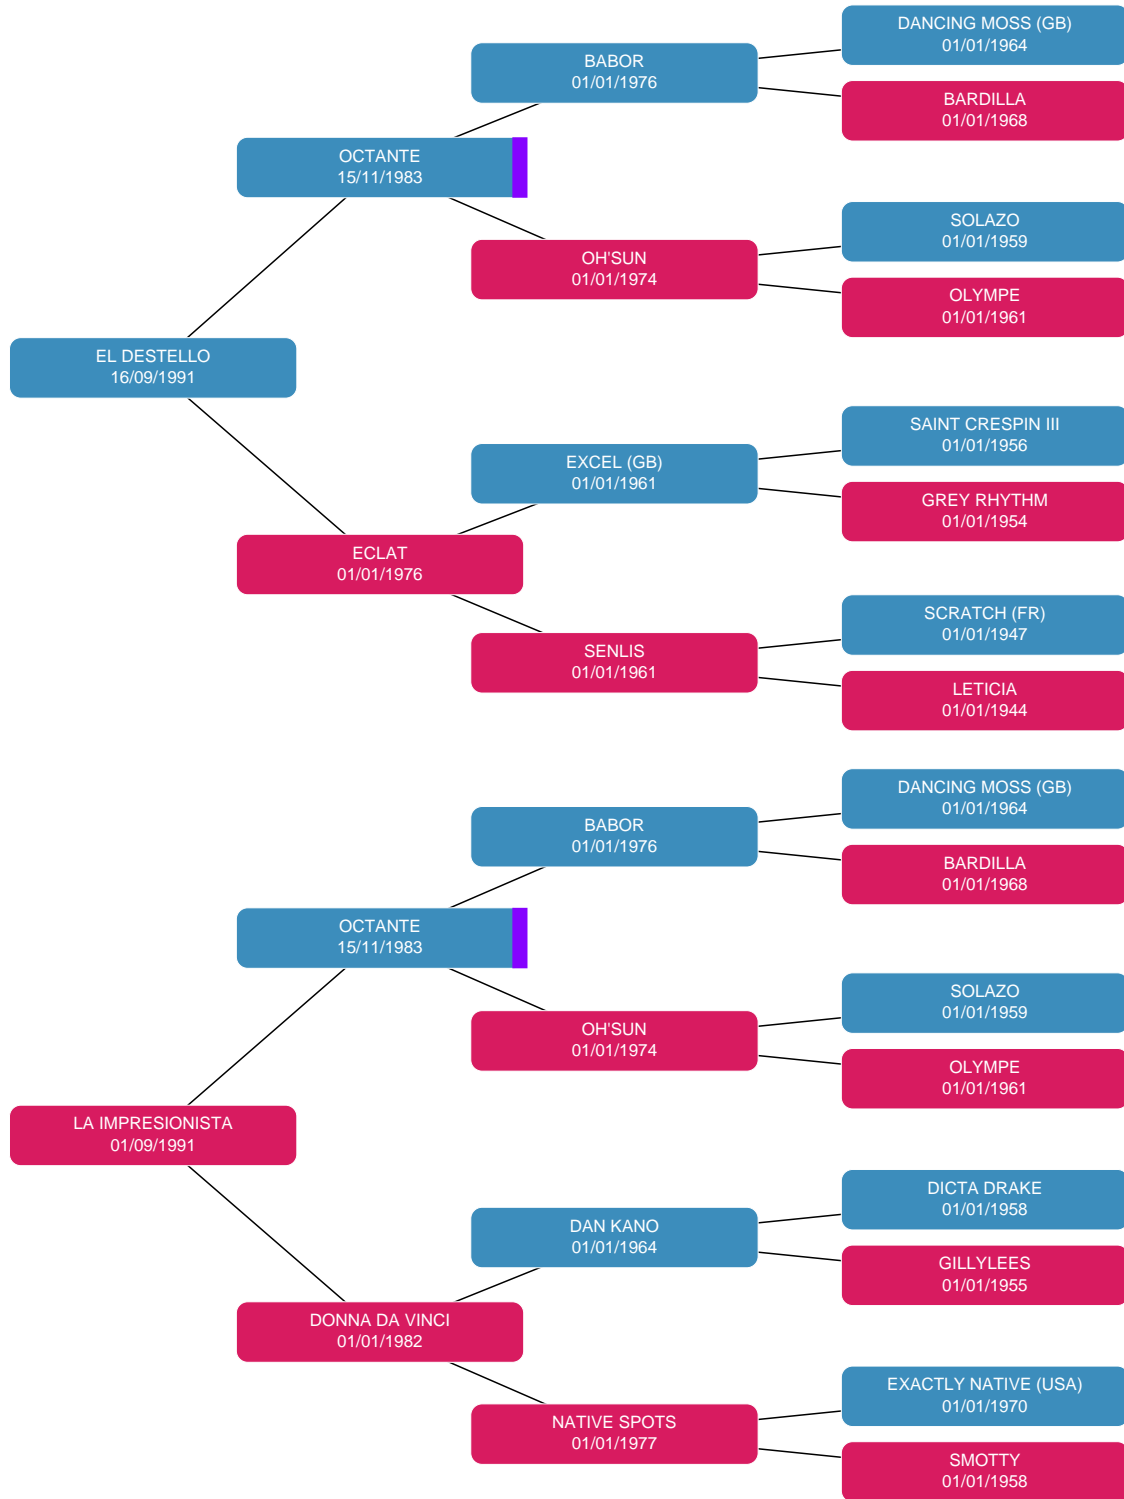 DANCING MOSS (GB)
01/01/1964
BABOR
01/01/1976
BARDILLA
01/01/1968
OCTANTE
15/11/1983
SOLAZO
01/01/1959
OH'SUN
01/01/1974
OLYMPE
01/01/1961
EL DESTELLO
16/09/1991
SAINT CRESPIN III
01/01/1956
EXCEL (GB)
01/01/1961
GREY RHYTHM
01/01/1954
ECLAT
01/01/1976
SCRATCH (FR)
01/01/1947
SENLIS
01/01/1961
LETICIA
01/01/1944
DANCING MOSS (GB)
01/01/1964
BABOR
01/01/1976
BARDILLA
01/01/1968
OCTANTE
15/11/1983
SOLAZO
01/01/1959
OH'SUN
01/01/1974
OLYMPE
01/01/1961
LA IMPRESIONISTA
01/09/1991
DICTA DRAKE
01/01/1958
DAN KANO
01/01/1964
GILLYLEES
01/01/1955
DONNA DA VINCI
01/01/1982
EXACTLY NATIVE (USA)
01/01/1970
NATIVE SPOTS
01/01/1977
SMOTTY
01/01/1958